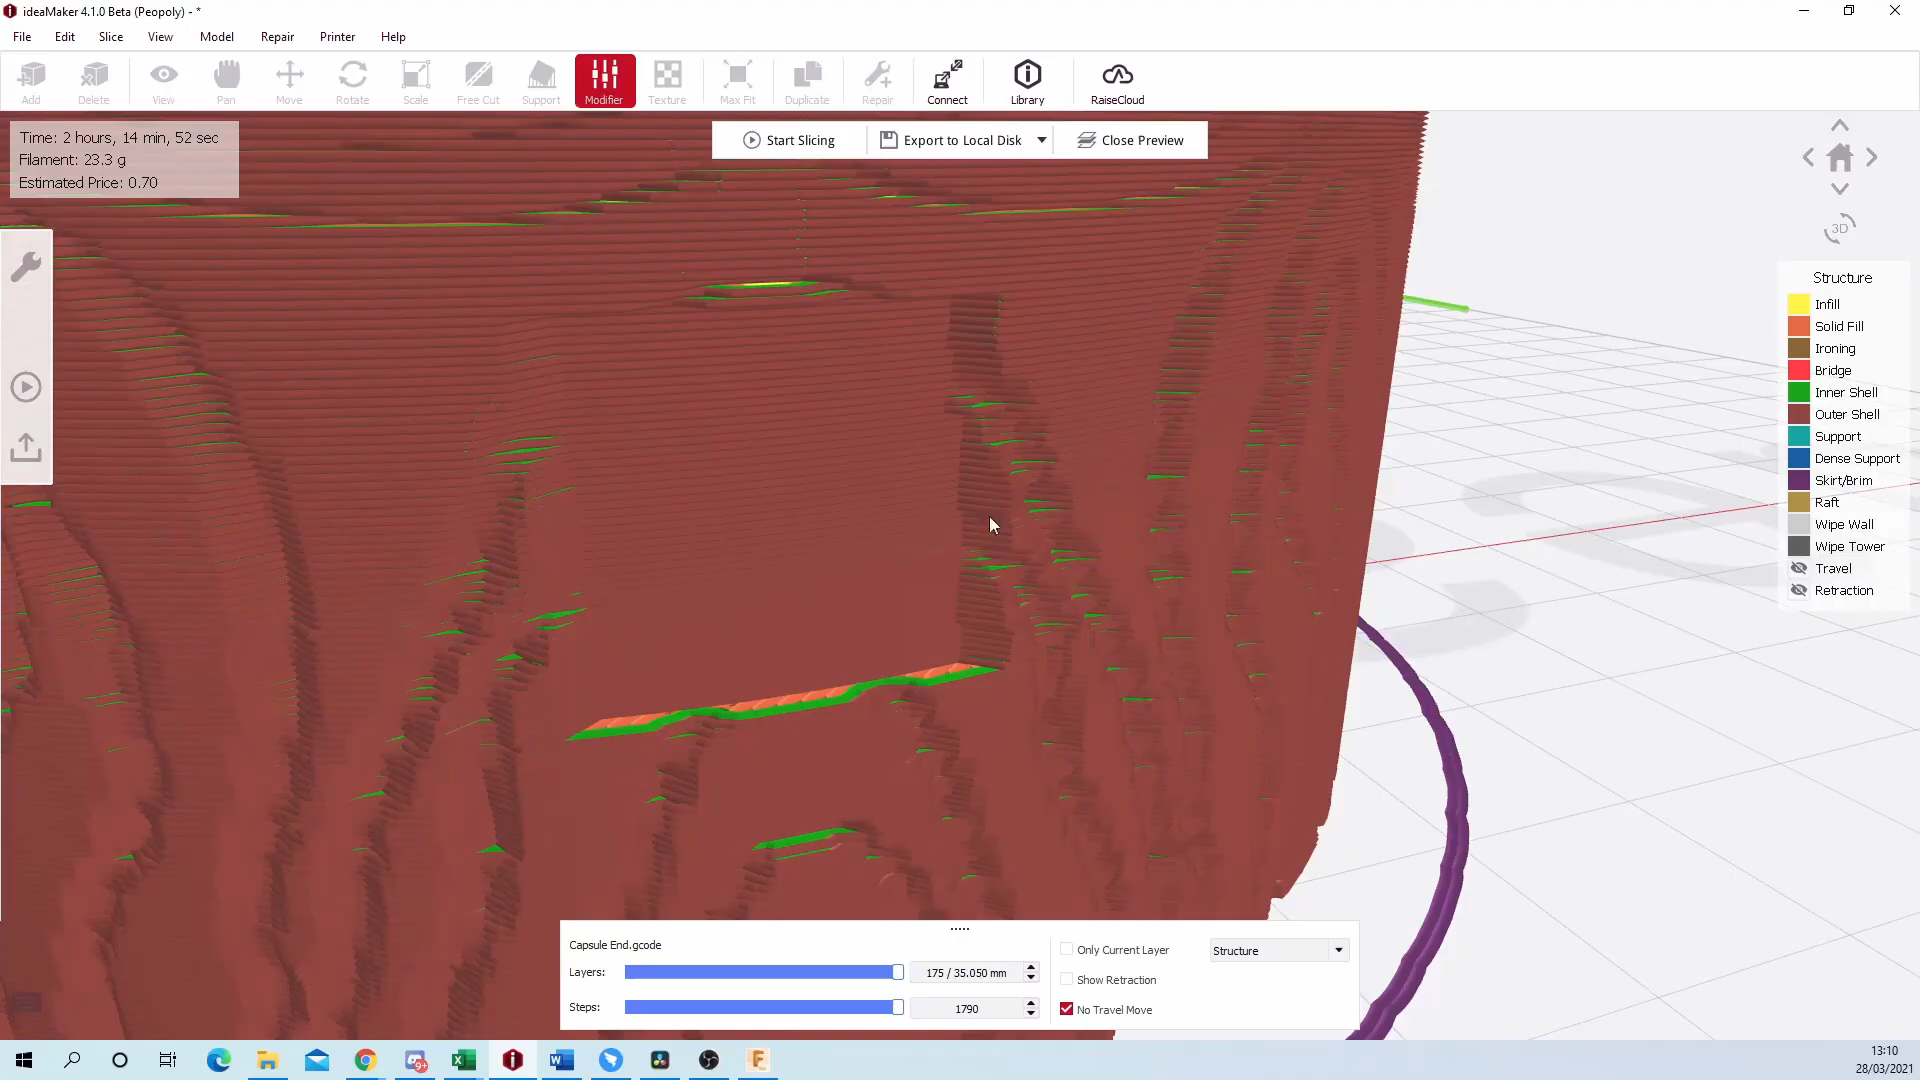 ideaMaker 4.1.0 Beta (Peopoly) - *
File Edit Slice View Model Repair Printer Help
Add Delete View Pan Move Rotate Scale Free Cut Support Modifier Texture Max Fit Duplicate Repair Connect Library RaiseCloud
Time: 2 hours, 14 min, 52 sec
Filament: 23.3 g
Estimated Price: 0.70
Start Slicing Export to Local Disk Close Preview
3D
Structure
Infill
Solid Fill
Ironing
Bridge
Inner Shell
Outer Shell
Support
Dense Support
Skirt/Brim
Raft
Wipe Wall
Wipe Tower
Travel
Retraction
Capsule End.gcode
Layers: 175 / 35.050 mm
Steps: 1790
Only Current Layer Structure
Show Retraction
No Travel Move
9+
13:10
28/03/2021